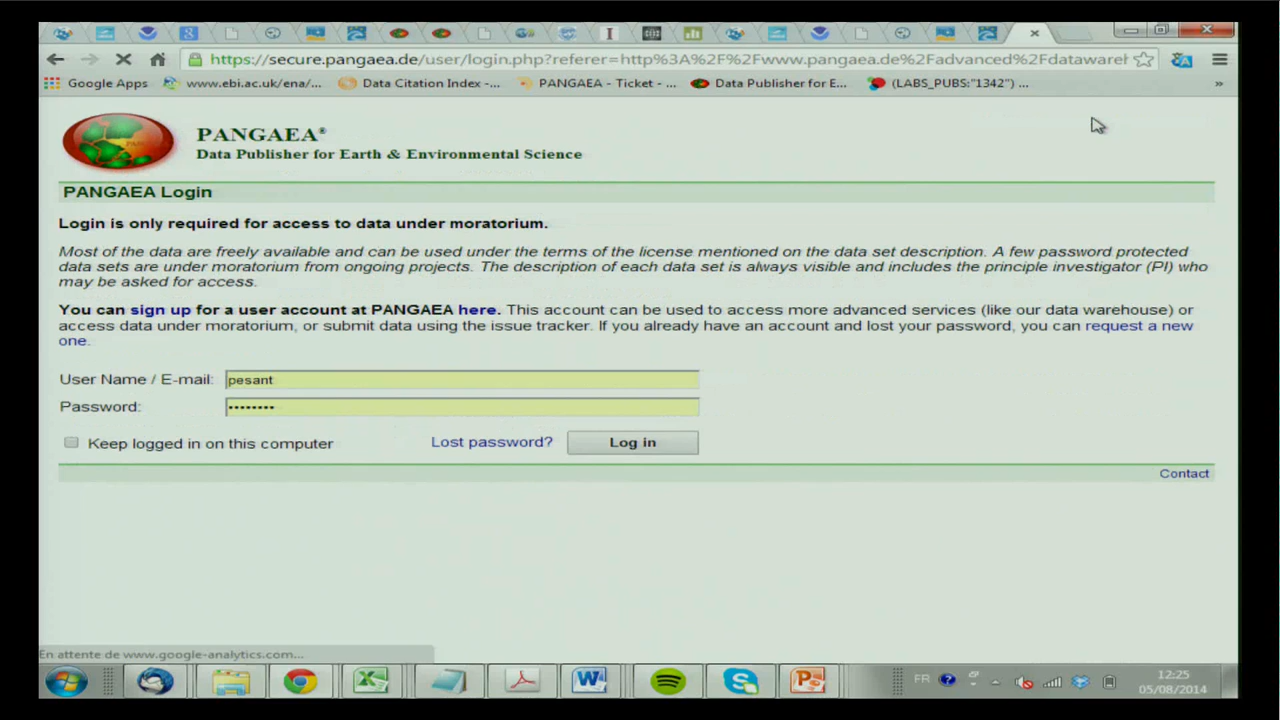 https://secure.pangaea.de/user/login.php?referer=http%3A%2F%2Fwww.pangaea.de%2Fadvanced%2Fdatawareh
Google Apps www.ebi.ac.uk/ena/... Data Citation Index -... PANGAEA - Ticket - ... Data Publisher for E... (LABS_PUBS:"1342") ... »
PANGAEA®
Data Publisher for Earth & Environmental Science
PANGAEA Login
Login is only required for access to data under moratorium.
Most of the data are freely available and can be used under the terms of the license mentioned on the data set description. A few password protected
data sets are under moratorium from ongoing projects. The description of each data set is always visible and includes the principle investigator (PI) who
may be asked for access.
You can sign up for a user account at PANGAEA here. This account can be used to access more advanced services (like our data warehouse) or
access data under moratorium, or submit data using the issue tracker. If you already have an account and lost your password, you can request a new
one.
User Name / E-mail: pesant
Password: ••••••••
Keep logged in on this computer Lost password? Log in
Contact
En attente de www.google-analytics.com...
FR 12:25
05/08/2014